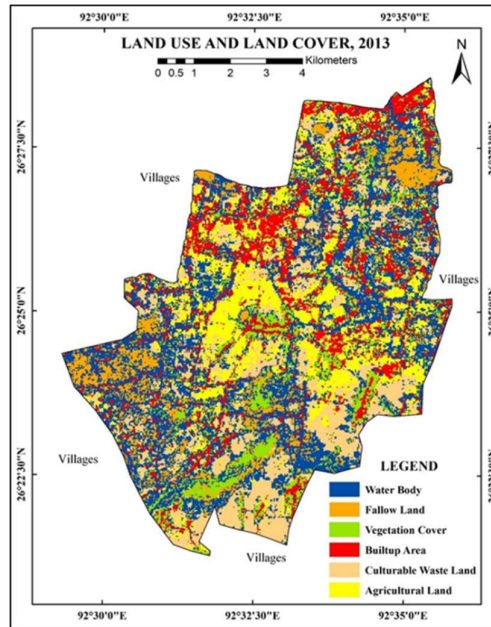 92°30'0"E 92°32'30"E 92°35'0"E
LAND USE AND LAND COVER, 2013
N
Kilometers
0 0.5 1 2 3 4
26°27'30"N
26°27'30"N
Villages
Villages
26°25'0"N
Villages
26°22'30"N
LEGEND
Water Body
Fallow Land
Vegetation Cover
Builtup Area
Culturable Waste Land
Agricultural Land
Villages
92°30'0"E 92°32'30"E 92°35'0"E